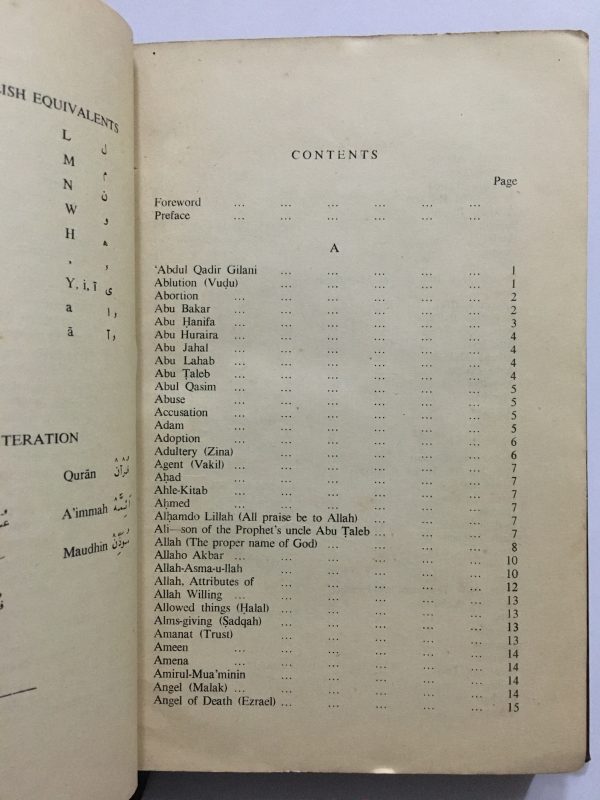 LISH EQUIVALENTS
L ل
M م
N ن
W و
H ه
, ء
Y, i, آ ى
a
ā
TERATION
Qurān قُرْآن
A'immah
Maudhin
CONTENTS
Page
Foreword ... ... ... ... ... ...
Preface ... ... ... ... ... ...
A
'Abdul Qadir Gilani ... ... ... ... ... 1
Ablution (Vuḍu) ... ... ... ... ... 1
Abortion ... ... ... ... ... ... 2
Abu Bakar ... ... ... ... ... ... 2
Abu Ḥanifa ... ... ... ... ... ... 3
Abu Huraira ... ... ... ... ... ... 4
Abu Jahal ... ... ... ... ... ... 4
Abu Lahab ... ... ... ... ... ... 4
Abu Ṭaleb ... ... ... ... ... ... 4
Abul Qasim ... ... ... ... ... ... 5
Abuse ... ... ... ... ... ... 5
Accusation ... ... ... ... ... ... 5
Adam ... ... ... ... ... ... 5
Adoption ... ... ... ... ... ... 6
Adultery (Zina) ... ... ... ... ... 6
Agent (Vakil) ... ... ... ... ... ... 7
Aḥad ... ... ... ... ... ... 7
Ahle-Kitab ... ... ... ... ... ... 7
Aḥmed ... ... ... ... ... ... 7
Alḥamdo Lillah (All praise be to Allah) ... ... ... 7
Ali—son of the Prophet's uncle Abu Ṭaleb ... ... ... 7
Allah (The proper name of God) ... ... ... ... 8
Allaho Akbar ... ... ... ... ... ... 10
Allah-Asma-u-llah ... ... ... ... ... 10
Allah, Attributes of ... ... ... ... ... 12
Allah Willing ... ... ... ... ... ... 13
Allowed things (Ḥalal) ... ... ... ... ... 13
Alms-giving (Ṣadqah) ... ... ... ... ... 13
Amanat (Trust) ... ... ... ... ... 13
Ameen ... ... ... ... ... ... 14
Amena ... ... ... ... ... ... 14
Amirul-Mua'minin ... ... ... ... ... 14
Angel (Malak) ... ... ... ... ... ... 14
Angel of Death (Ezrael) ... ... ... ... ... 15